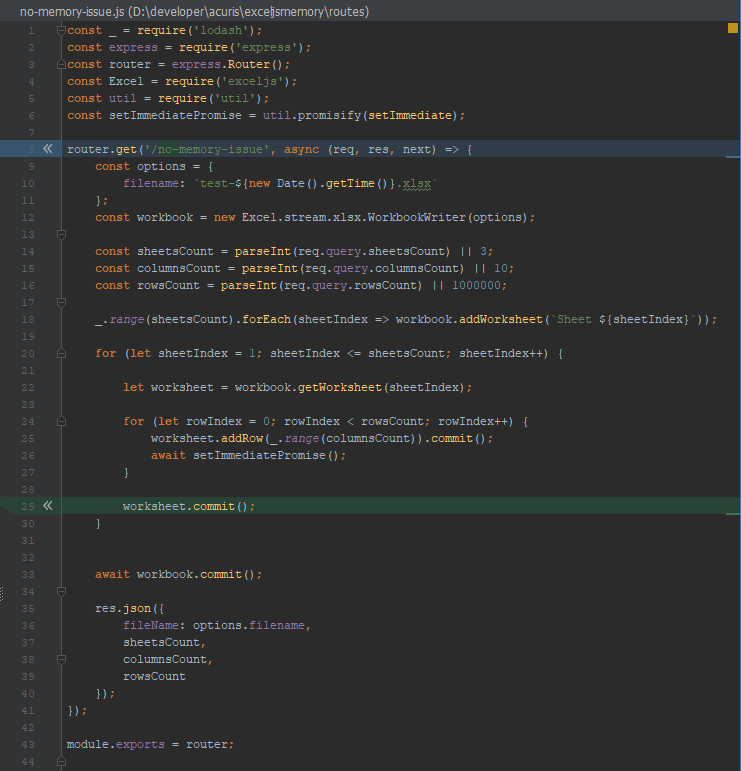 no-memory-issue.js (D:\developer\acuris\exceljsmemory\routes)
1 const _ = require('lodash');
2 const express = require('express');
3 const router = express.Router();
4 const Excel = require('exceljs');
5 const util = require('util');
6 const setImmediatePromise = util.promisify(setImmediate);
7
8 router.get('/no-memory-issue', async (req, res, next) => {
9     const options = {
10         filename: `test-${new Date().getTime()}.xlsx`
11     };
12     const workbook = new Excel.stream.xlsx.WorkbookWriter(options);
13
14     const sheetsCount = parseInt(req.query.sheetsCount) || 3;
15     const columnsCount = parseInt(req.query.columnsCount) || 10;
16     const rowsCount = parseInt(req.query.rowsCount) || 1000000;
17
18     _.range(sheetsCount).forEach(sheetIndex => workbook.addWorksheet(`Sheet ${sheetIndex}`));
19
20     for (let sheetIndex = 1; sheetIndex <= sheetsCount; sheetIndex++) {
21
22         let worksheet = workbook.getWorksheet(sheetIndex);
23
24         for (let rowIndex = 0; rowIndex < rowsCount; rowIndex++) {
25             worksheet.addRow(_.range(columnsCount)).commit();
26             await setImmediatePromise();
27         }
28
29         worksheet.commit();
30     }
31
32
33     await workbook.commit();
34
35     res.json({
36         fileName: options.filename,
37         sheetsCount,
38         columnsCount,
39         rowsCount
40     });
41 });
42
43 module.exports = router;
44